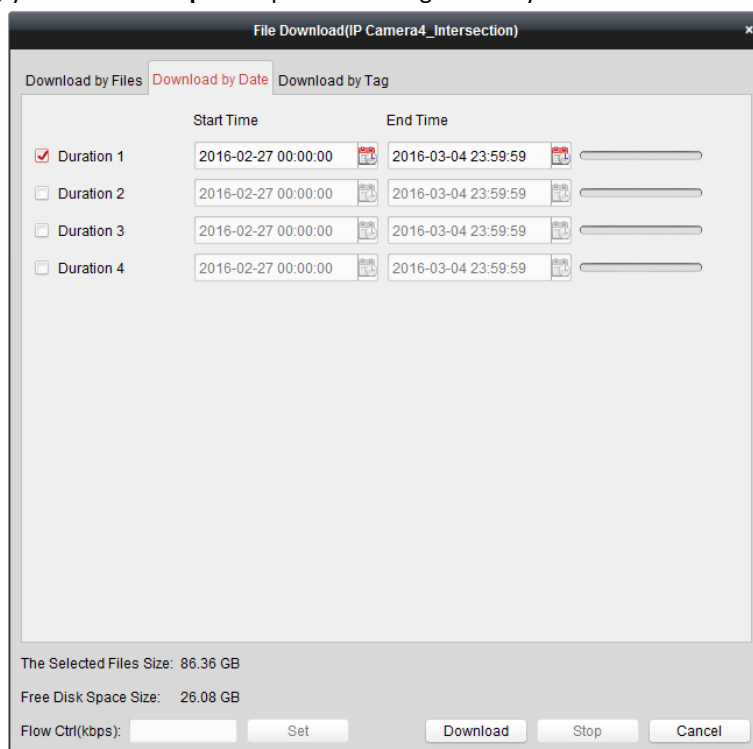 File Download(IP Camera4_Intersection) ×
Download by Files Download by Date Download by Tag
Start Time End Time
Duration 1 2016-02-27 00:00:00 2016-03-04 23:59:59
Duration 2 2016-02-27 00:00:00 2016-03-04 23:59:59
Duration 3 2016-02-27 00:00:00 2016-03-04 23:59:59
Duration 4 2016-02-27 00:00:00 2016-03-04 23:59:59
The Selected Files Size: 86.36 GB
Free Disk Space Size: 26.08 GB
Flow Ctrl(kbps): Set Download Stop Cancel